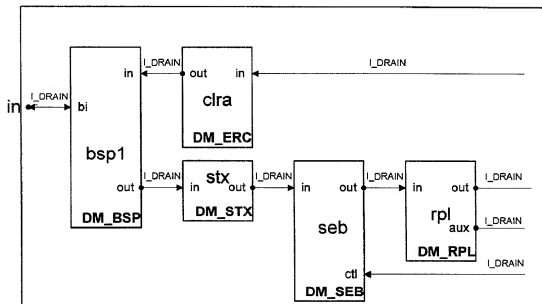 I_DRAIN
I_DRAIN
in
out
in
I_DRAIN
in
bi
clra
DM_ERC
bsp1
stx
I_DRAIN
I_DRAIN
I_DRAIN
I_DRAIN
out
in
out
in
out
in
out
DM_BSP
DM_STX
seb
rpl
aux
I_DRAIN
DM_RPL
I_DRAIN
ctl
DM_SEB